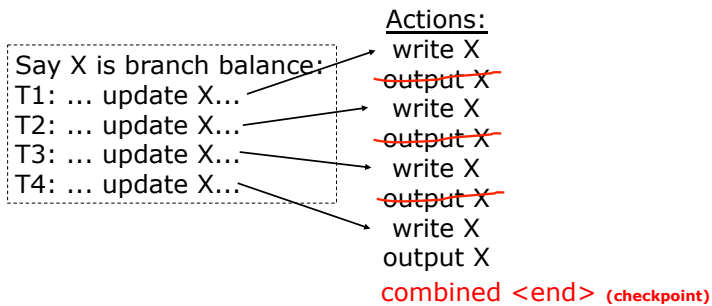 Say X is branch balance:
T1: ... update X...
T2: ... update X...
T3: ... update X...
T4: ... update X...
Actions:
write X
output X
write X
output X
write X
output X
write X
output X
combined <end> (checkpoint)